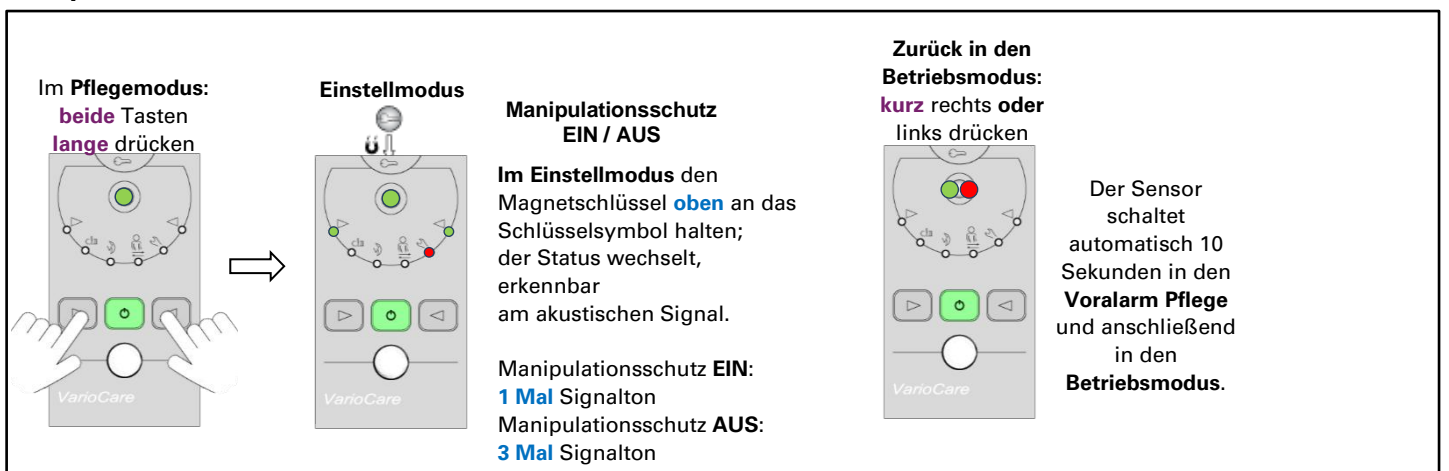 Im Pflegemodus:
beide Tasten
lange drücken
VarioCare
Einstellmodus
VarioCare
Manipulationsschutz
EIN / AUS
Im Einstellmodus den
Magnetschlüssel oben an das
Schlüsselsymbol halten;
der Status wechselt,
erkennbar
am akustischen Signal.
Manipulationsschutz EIN:
1 Mal Signalton
Manipulationsschutz AUS:
3 Mal Signalton
Zurück in den
Betriebsmodus:
kurz rechts oder
links drücken
VarioCare
Der Sensor
schaltet
automatisch 10
Sekunden in den
Voralarm Pflege
und anschließend
in den
Betriebsmodus.